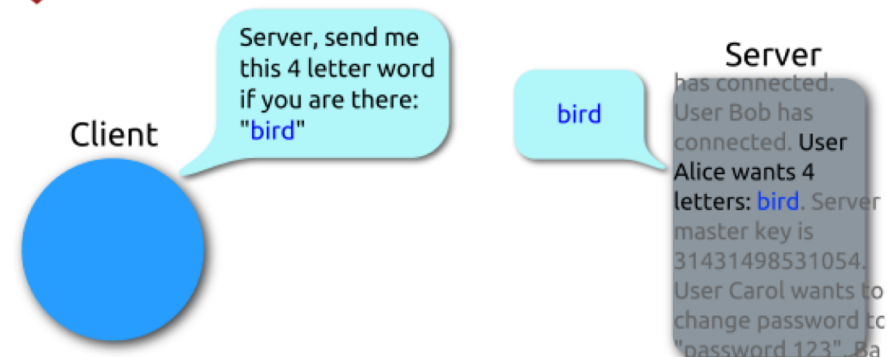 Server, send me
this 4 letter word
if you are there:
"bird"
Client
bird
Server
has connected.
User Bob has
connected. User
Alice wants 4
letters: bird. Server
master key is
31431498531054.
User Carol wants to
change password to
"password 123". Ba